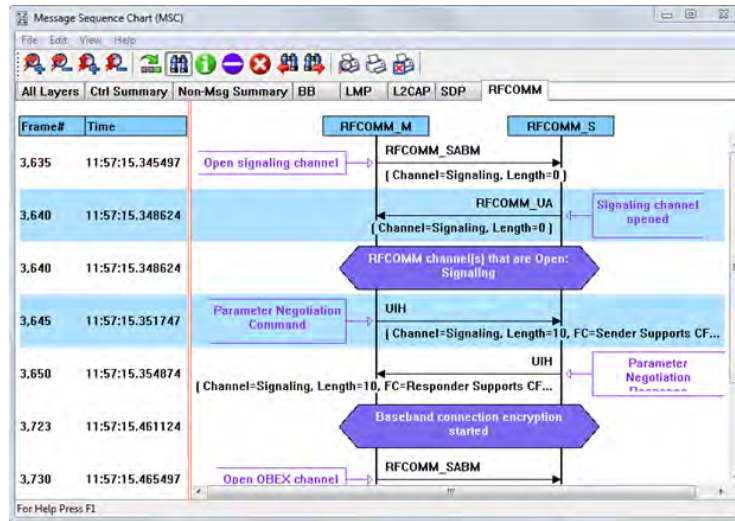 Message Sequence Chart (MSC)
File Edit View Help
All Layers Ctrl Summary Non-Msg Summary BB LMP L2CAP SDP RFCOMM
Frame# Time RFCOMM_M RFCOMM_S
RFCOMM_SABM
3,635 11:57:15.345497 Open signaling channel
( Channel=Signaling, Length=0 )
RFCOMM_UA Signaling channel
3,640 11:57:15.348624 opened
( Channel=Signaling, Length=0 )
RFCOMM channel(s) that are Open:
3,640 11:57:15.348624 Signaling
Parameter Negotiation UIH
3,645 11:57:15.351747 Command
( Channel=Signaling, Length=10, FC=Sender Supports CF...
UIH Parameter
3,650 11:57:15.354874 Negotiation
( Channel=Signaling, Length=10, FC=Responder Supports CF...
Baseband connection encryption
3,723 11:57:15.461124 started
RFCOMM_SABM
3,730 11:57:15.465497 Open OBEX channel
For Help Press F1